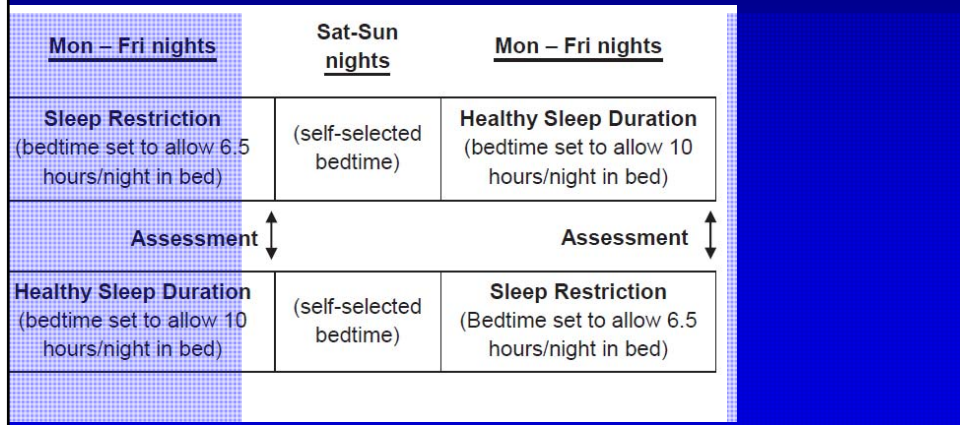 Mon – Fri nights
Sat-Sun
nights
Mon – Fri nights
Sleep Restriction
(bedtime set to allow 6.5
hours/night in bed)
(self-selected
bedtime)
Healthy Sleep Duration
(bedtime set to allow 10
hours/night in bed)
Assessment
Assessment
Healthy Sleep Duration
(bedtime set to allow 10
hours/night in bed)
(self-selected
bedtime)
Sleep Restriction
(Bedtime set to allow 6.5
hours/night in bed)